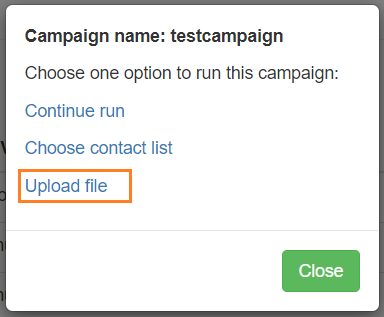 Campaign name: testcampaign
Choose one option to run this campaign:
Continue run
Choose contact list
Upload file
Close